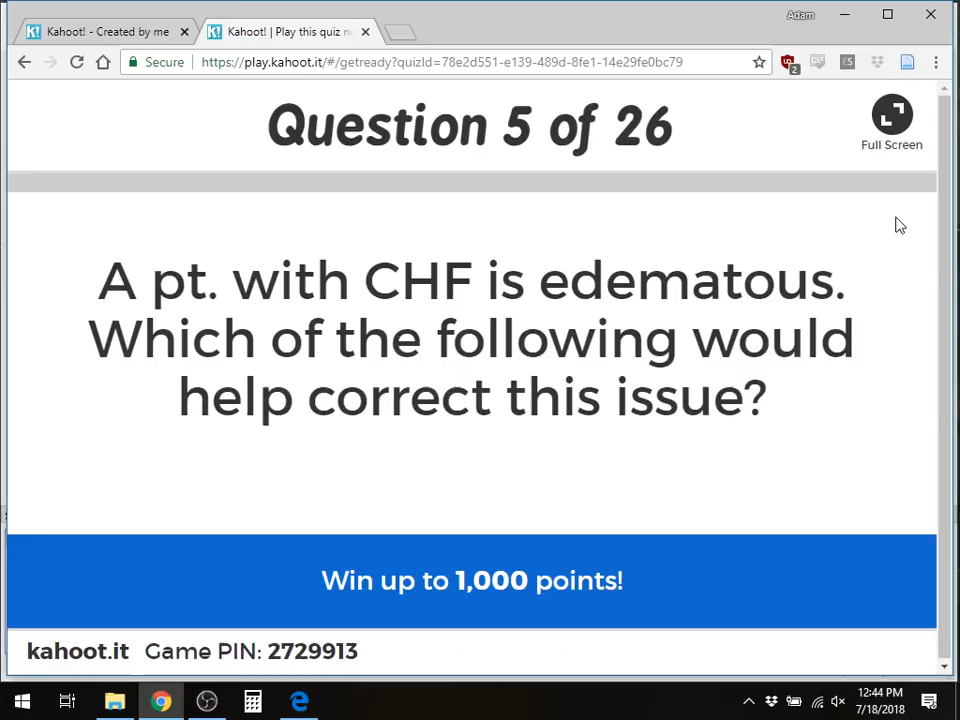 Adam
Kahoot! - Created by me
Kahoot! | Play this quiz n
Secure
https://play.kahoot.it/#/getready?quizId=78e2d551-e139-489d-8fe1-14e29fe0bc79
2
ES
Question 5 of 26
Full Screen
A pt. with CHF is edematous.
Which of the following would
help correct this issue?
Win up to 1,000 points!
kahoot.it Game PIN: 2729913
12:44 PM
7/18/2018